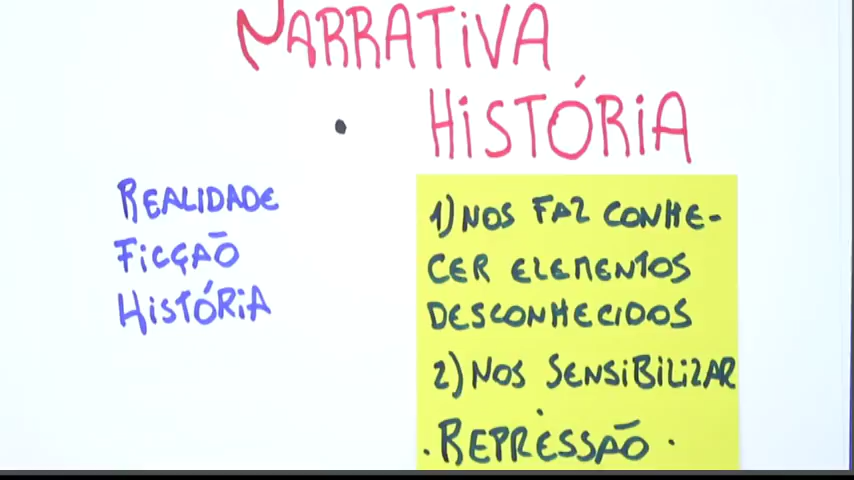 NARRATIVA
HISTÓRIA
REALIDADE
FICÇÃO
HISTÓRIA
1) NOS FAZ CONHE-
CER ELEMENTOS
DESCONHECIDOS
2) NOS SENSIBILIZAR
. REPRESSÃO .